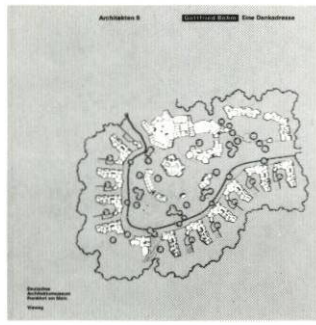 Architekten 8 Gottfried Böhm Eine Denkadresse
Deutsches
Architekturmuseum
Frankfurt am Main
Vieweg